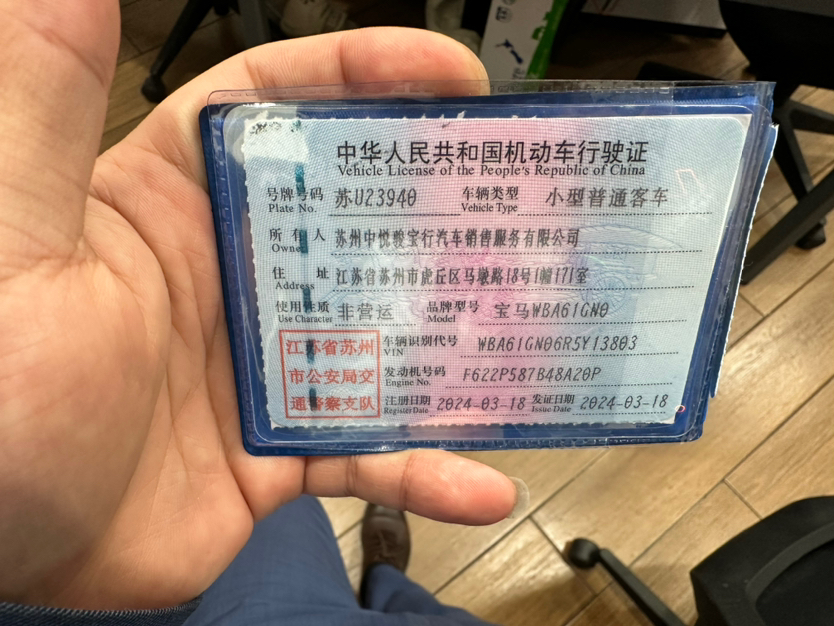 中华人民共和国机动车行驶证
Vehicle License of the People's Republic of China
号牌号码 苏U23940 车辆类型 小型普通客车
Plate No. Vehicle Type
所有人 苏州中悦骏宝行汽车销售服务有限公司
Owner
住址 江苏省苏州市虎丘区马墩路18号1幢171室
Address
使用性质 非营运 品牌型号 宝马WBA61GN0
Use Character Model
江苏省苏州 车辆识别代号 WBA61GN06R5Y13803
VIN
市公安局交 发动机号码 F622P587B48A20P
Engine No.
通警察支队 注册日期 2024-03-18 发证日期 2024-03-18
Register Date Issue Date